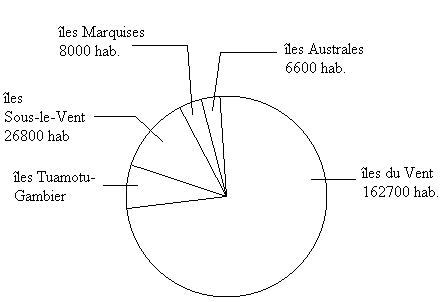 îles Marquises
8000 hab.
îles Australes
6600 hab.
îles
Sous-le-Vent
26800 hab
îles Tuamotu-
Gambier
îles du Vent
162700 hab.